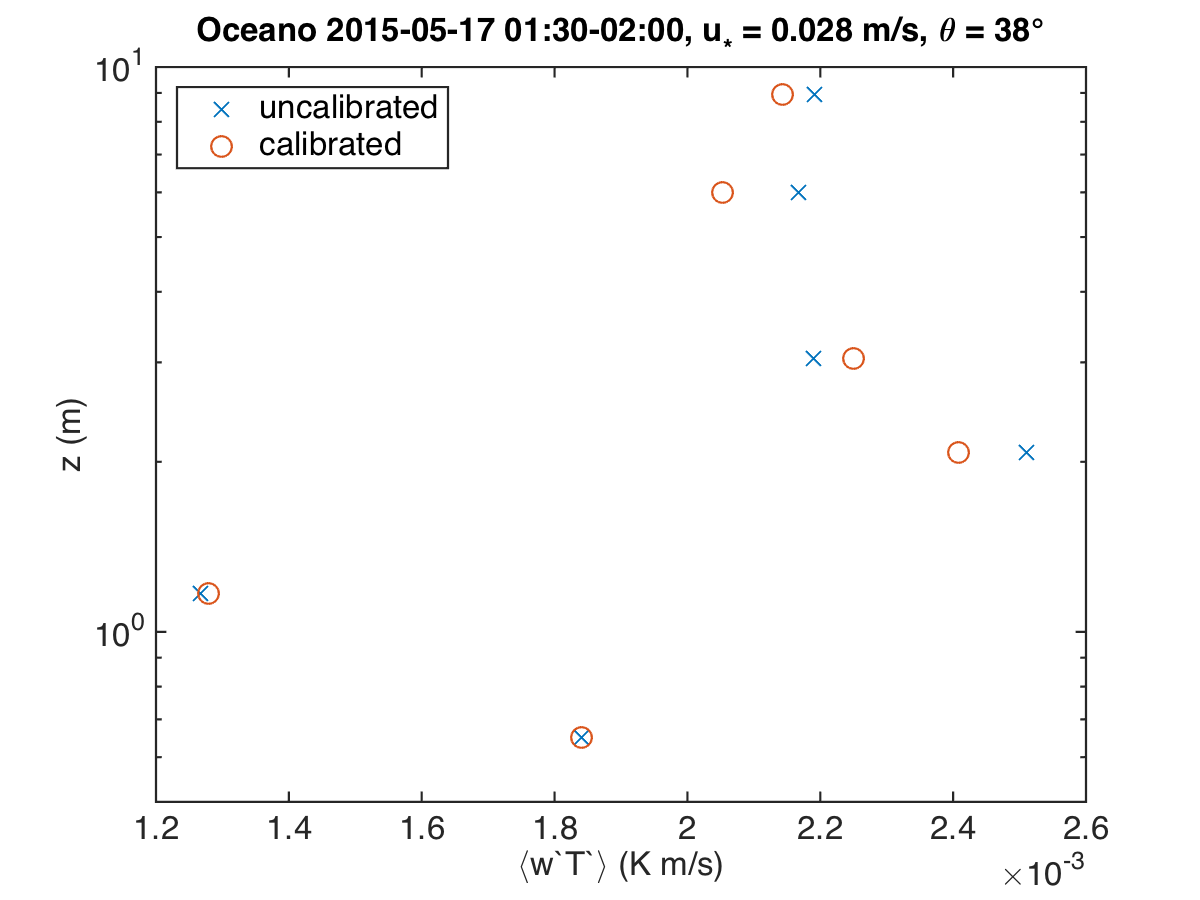 Oceano 2015-05-17 01:30-02:00, u* = 0.028 m/s, θ = 38°
10^1
uncalibrated
calibrated
z (m)
10^0
1.2 1.4 1.6 1.8 2 2.2 2.4 2.6
⟨w`T`⟩ (K m/s)
×10^-3